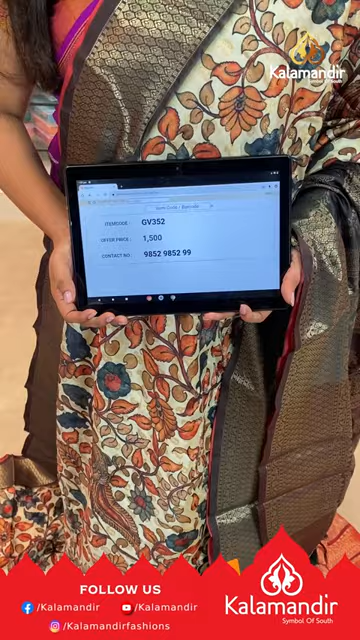 Kalamandir
ITEMCODE : GV352
OFFER PRICE : 1,500
CONTACT NO : 9852 9852 99
FOLLOW US
/Kalamandir
/Kalamandir
/Kalamandirfashions
Kalamandir
Symbol Of South